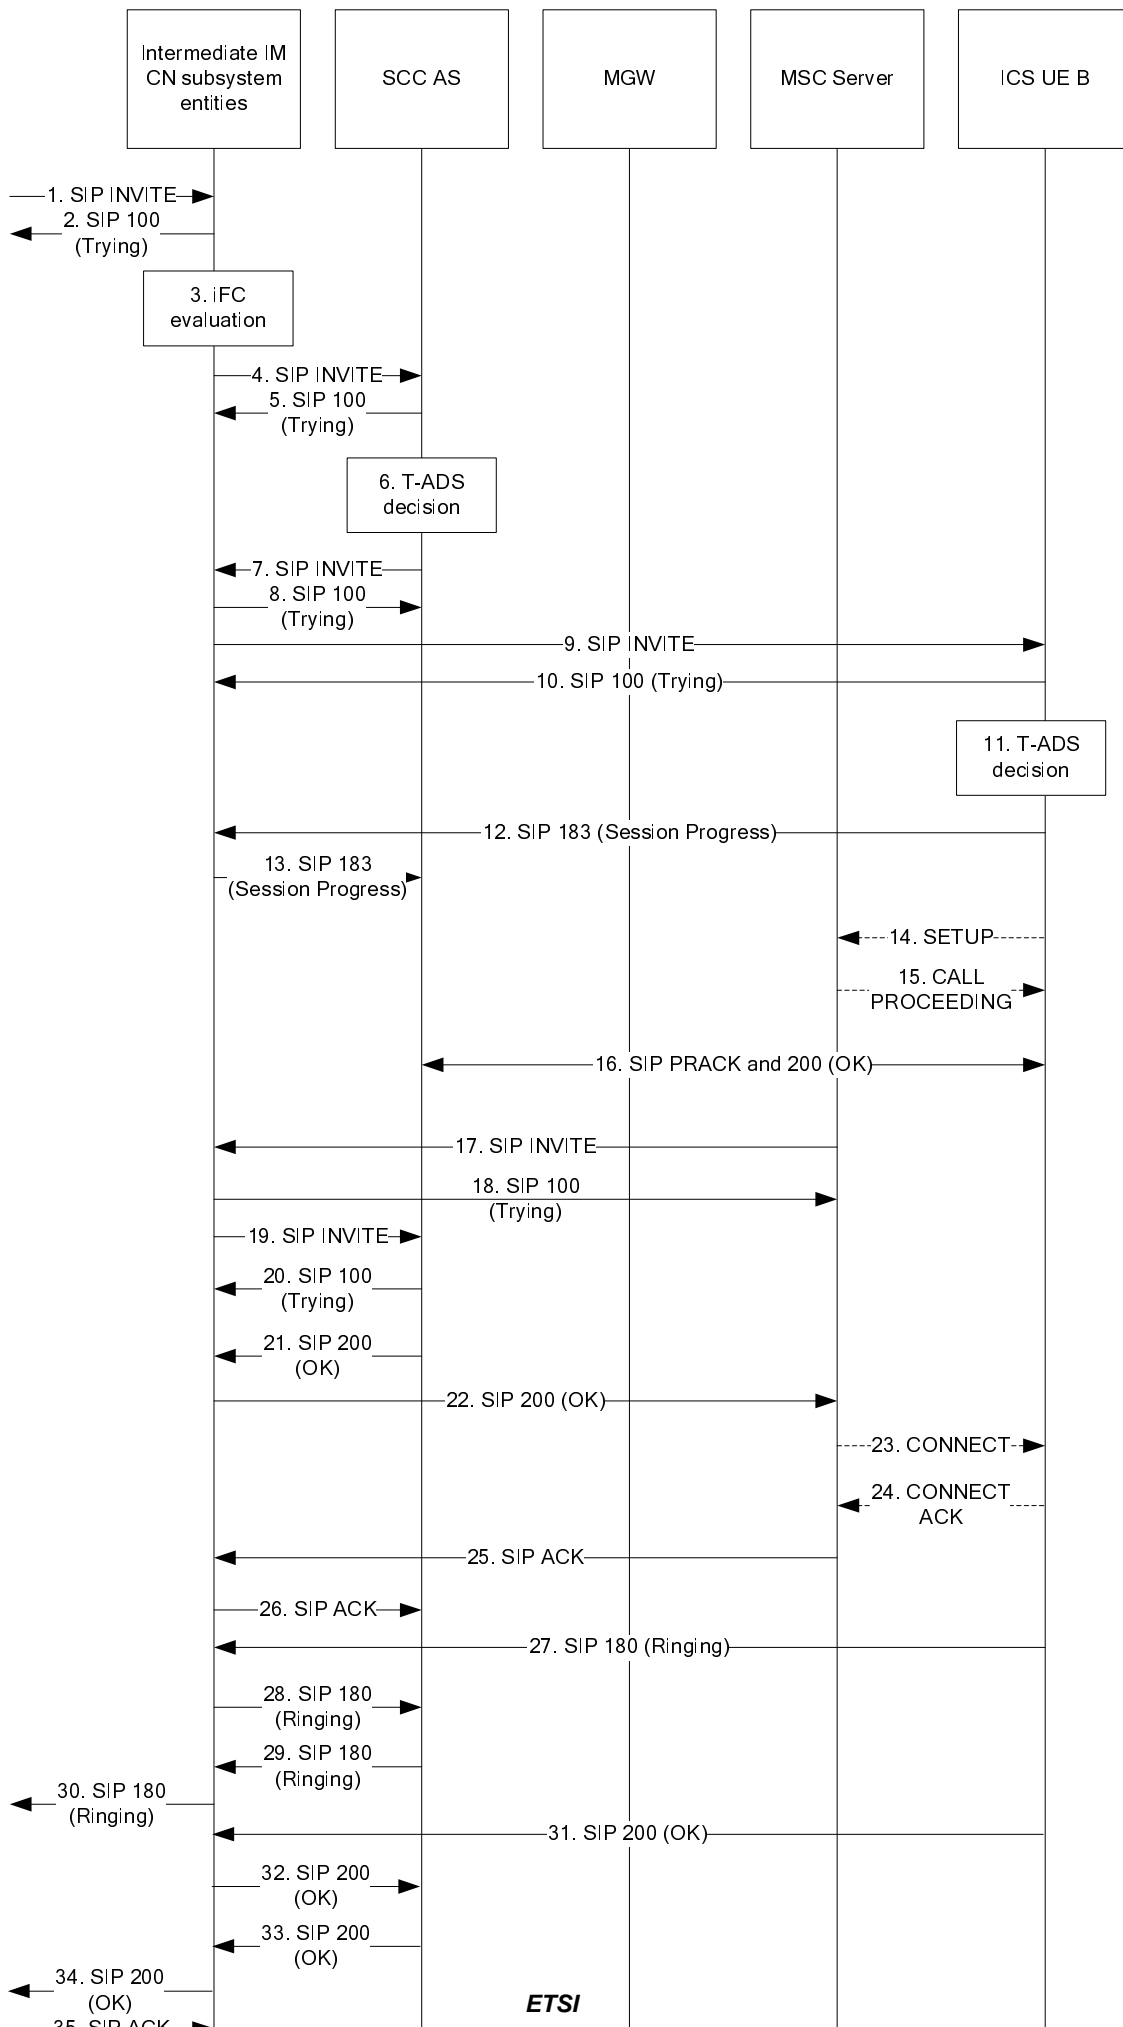 Intermediate IM
CN subsystem
entities
SCC AS
MGW
MSC Server
ICS UE B
1. SIP INVITE
2. SIP 100
(Trying)
3. iFC
evaluation
4. SIP INVITE
5. SIP 100
(Trying)
6. T-ADS
decision
7. SIP INVITE
8. SIP 100
(Trying)
9. SIP INVITE
10. SIP 100 (Trying)
11. T-ADS
decision
12. SIP 183 (Session Progress)
13. SIP 183
(Session Progress)
14. SETUP
15. CALL
PROCEEDING
16. SIP PRACK and 200 (OK)
17. SIP INVITE
18. SIP 100
(Trying)
19. SIP INVITE
20. SIP 100
(Trying)
21. SIP 200
(OK)
22. SIP 200 (OK)
23. CONNECT
24. CONNECT
ACK
25. SIP ACK
26. SIP ACK
27. SIP 180 (Ringing)
28. SIP 180
(Ringing)
29. SIP 180
(Ringing)
30. SIP 180
(Ringing)
31. SIP 200 (OK)
32. SIP 200
(OK)
33. SIP 200
(OK)
34. SIP 200
(OK)
ETSI
35. SIP ACK